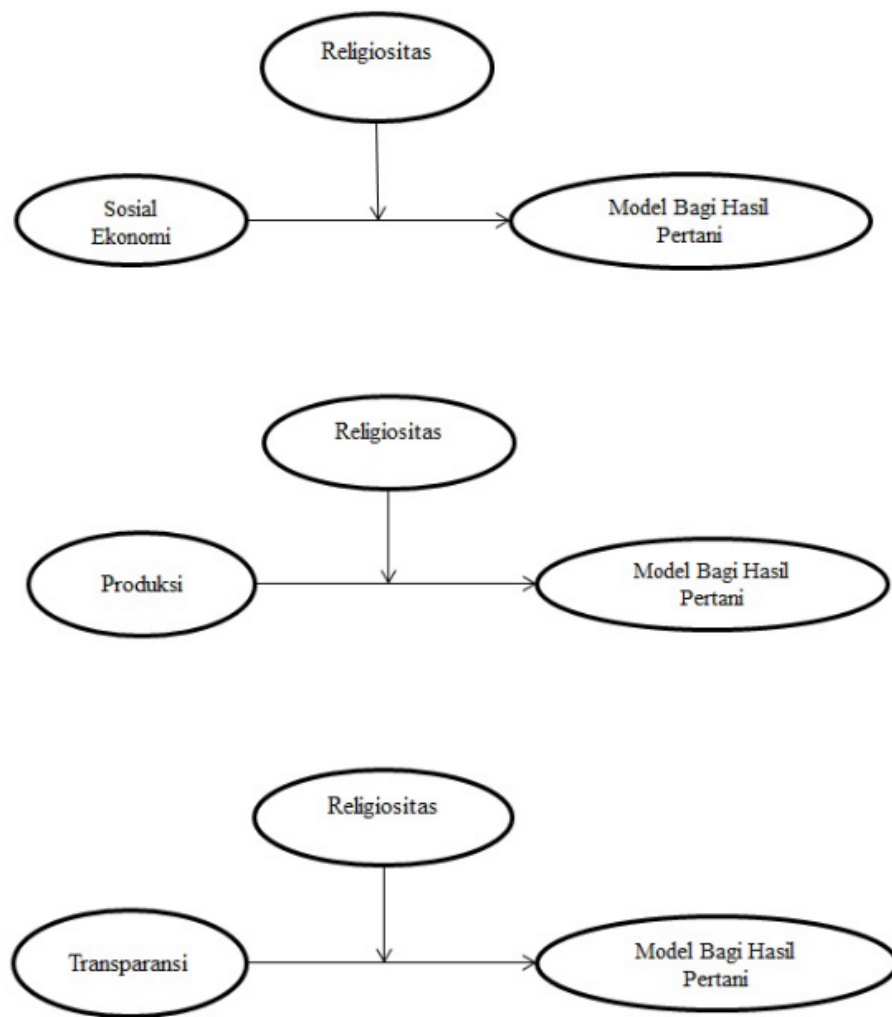 Religiositas
Sosial
Ekonomi
Model Bagi Hasil
Pertani
Religiositas
Produksi
Model Bagi Hasil
Pertani
Religiositas
Transparansi
Model Bagi Hasil
Pertani